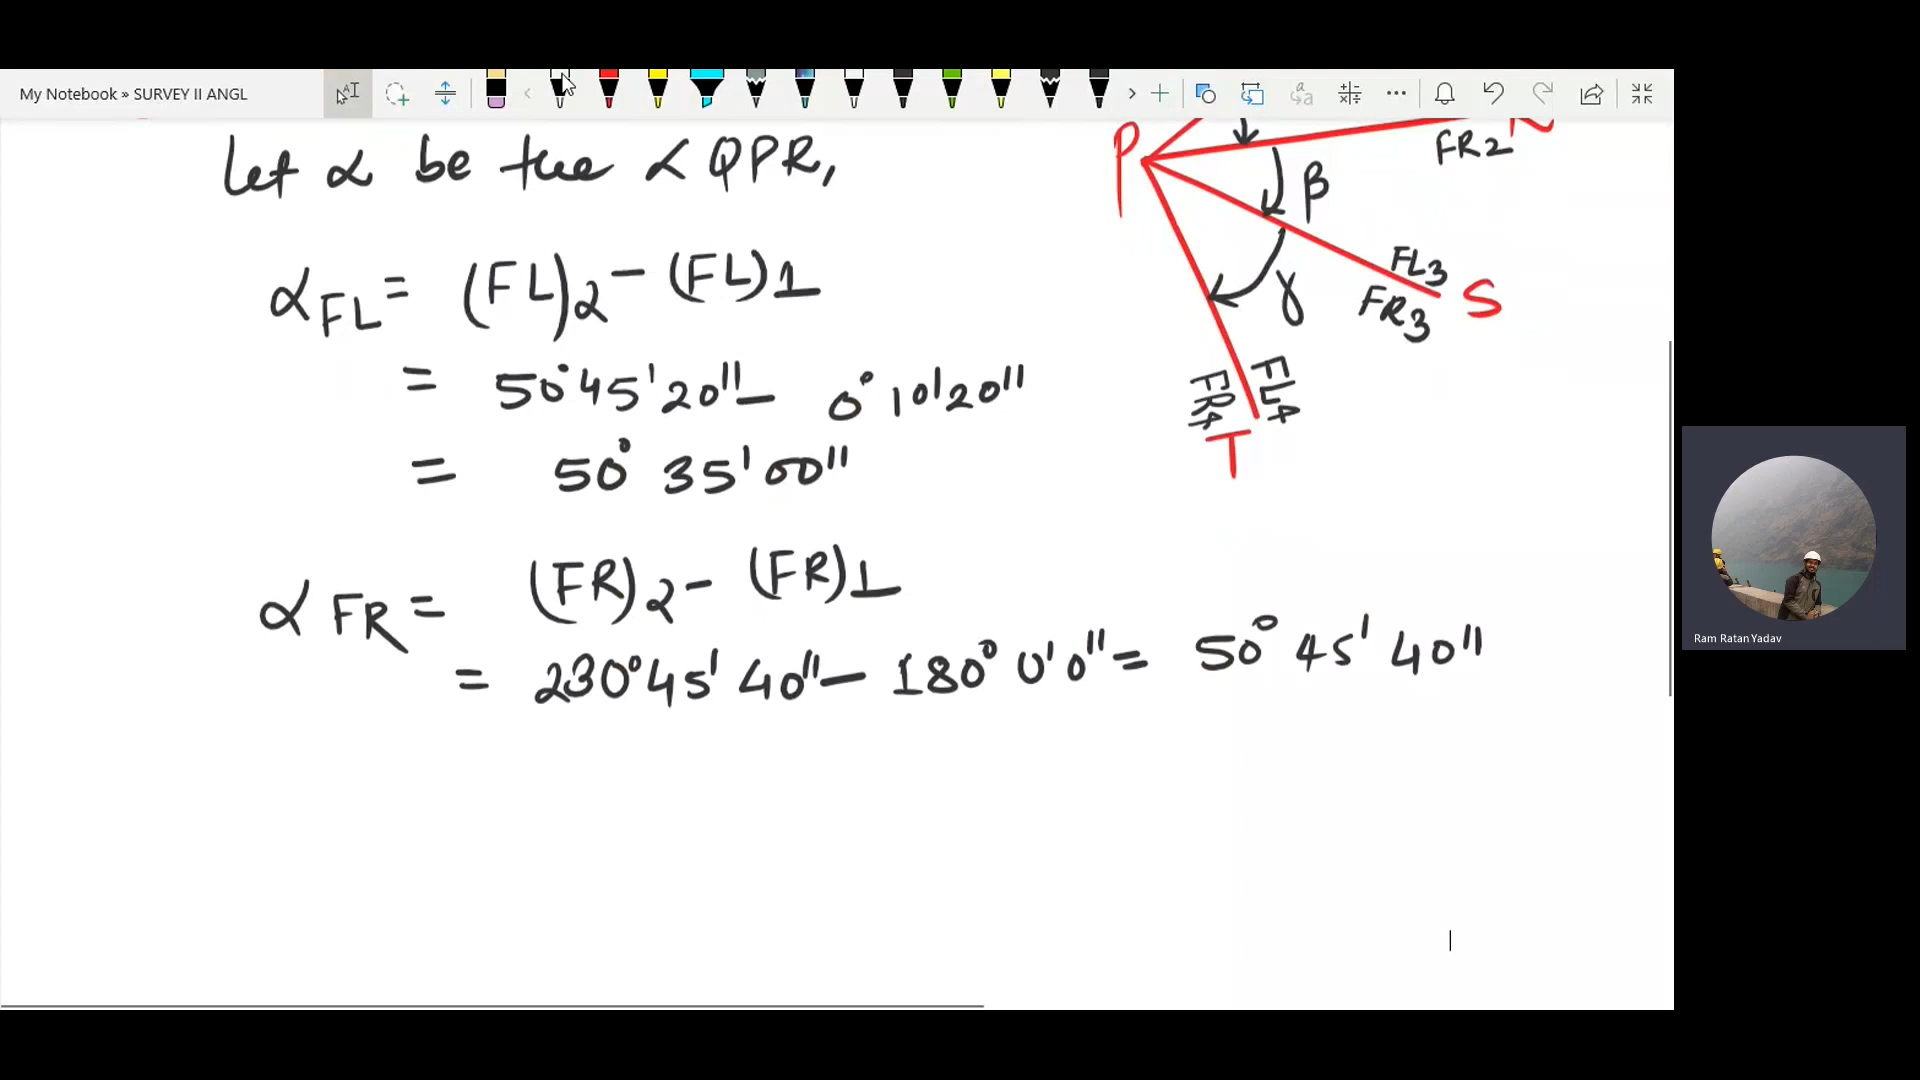 My Notebook » SURVEY II ANGL
Let α be the ∠ QPR,
α FL = (FL)2 - (FL)1
= 50°45'20" - 0°10'20"
= 50° 35' 00"
α FR = (FR)2 - (FR)1
= 230°45' 40" - 180° 0' 0" = 50° 45' 40"
P
R
FR2
β
FL3
FR3
S
γ
FL4
FR4
T
Ram Ratan Yadav